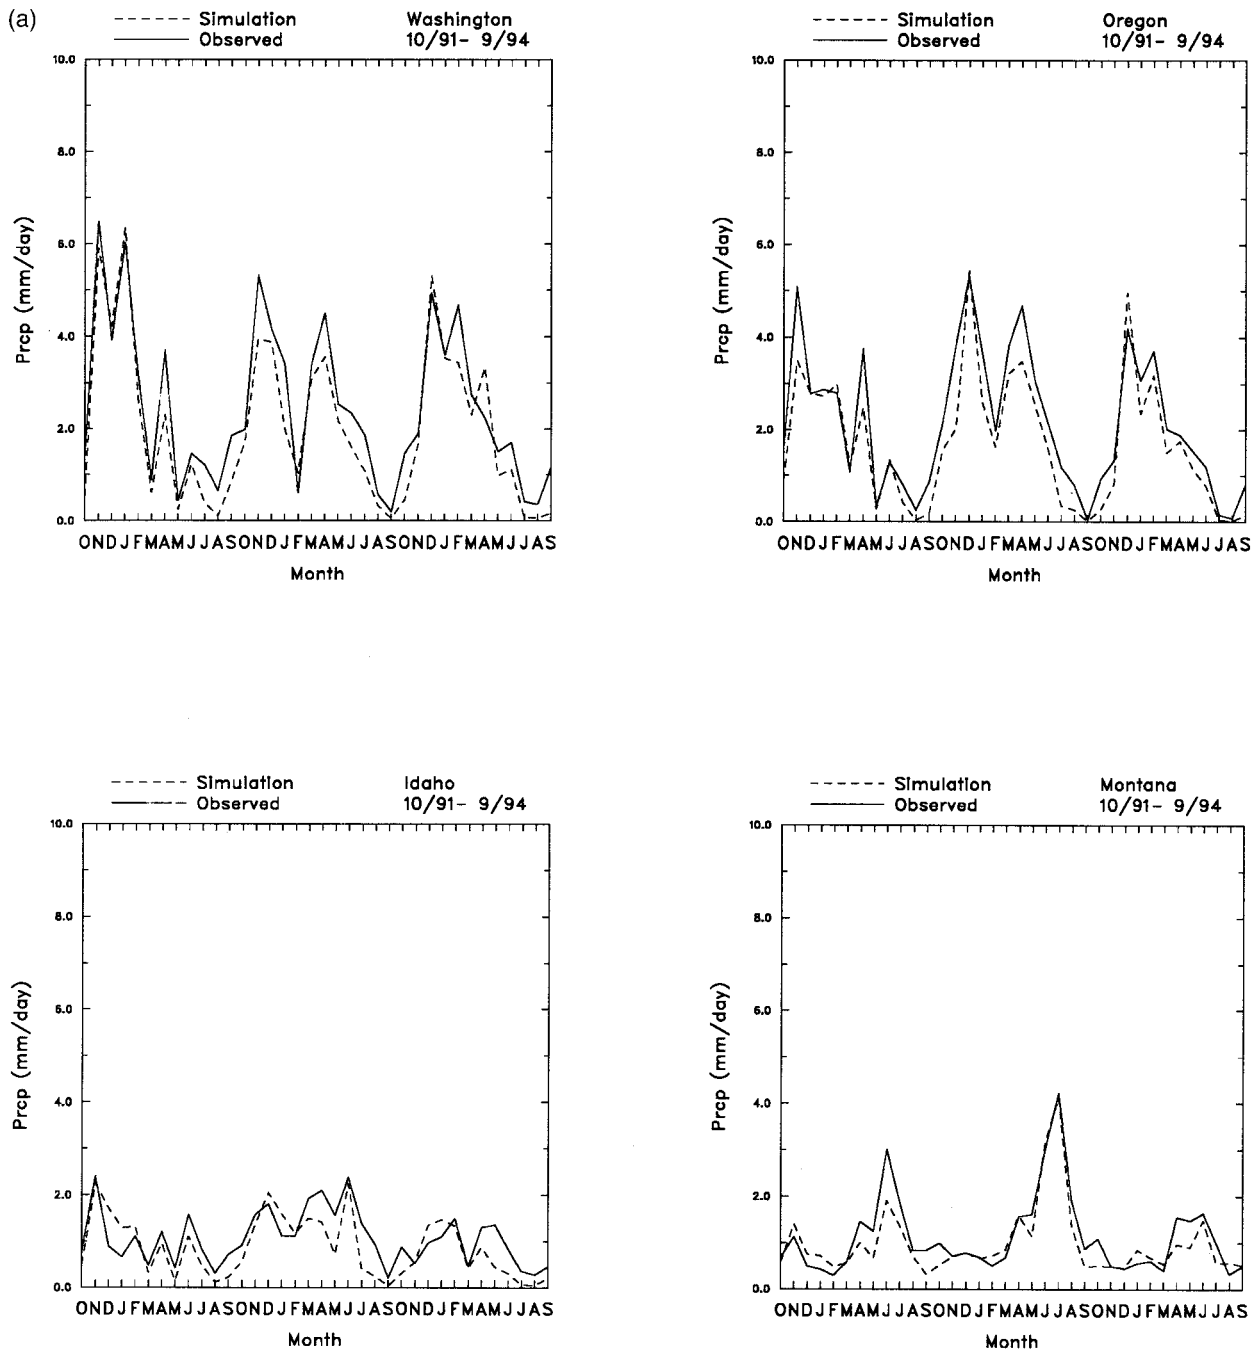 (a)
Simulation Washington
Observed 10/91- 9/94
10.0
8.0
6.0
4.0
2.0
0.0
Prcp (mm/day)
ONDJFMAMJJASONDJFMAMJJASONDJFMAMJJAS
Month
Simulation Oregon
Observed 10/91- 9/94
10.0
8.0
6.0
4.0
2.0
0.0
Prcp (mm/day)
ONDJFMAMJJASONDJFMAMJJASONDJFMAMJJAS
Month
Simulation Idaho
Observed 10/91- 9/94
10.0
8.0
6.0
4.0
2.0
0.0
Prcp (mm/day)
ONDJFMAMJJASONDJFMAMJJASONDJFMAMJJAS
Month
Simulation Montana
Observed 10/91- 9/94
10.0
8.0
6.0
4.0
2.0
0.0
Prcp (mm/day)
ONDJFMAMJJASONDJFMAMJJASONDJFMAMJJAS
Month